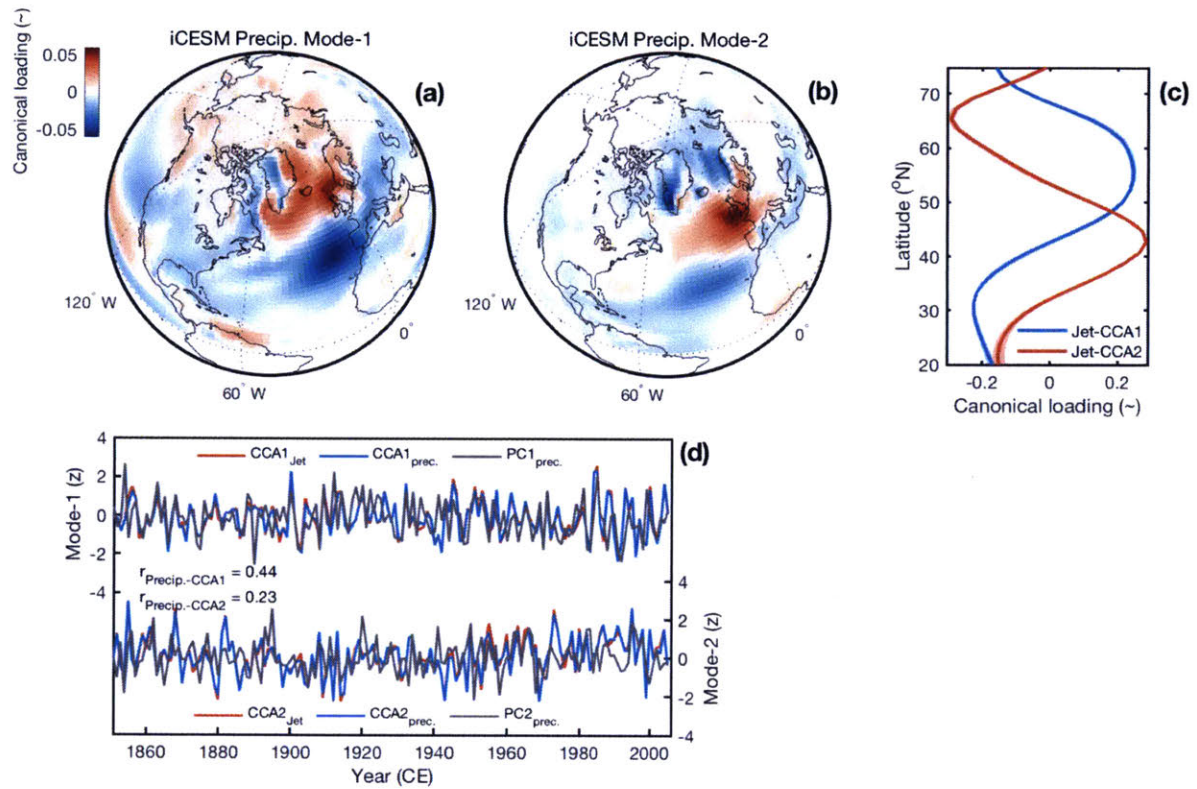 iCESM Precip. Mode-1
iCESM Precip. Mode-2
Canonical loading (~)
0.05
0
-0.05
(a)
(b)
(c)
120° W
60° W
0°
120° W
60° W
0°
Latitude (°N)
70
60
50
40
30
20
Jet-CCA1
Jet-CCA2
-0.2 0 0.2
Canonical loading (~)
(d)
Mode-1 (z)
4
2
0
-2
-4
CCA1Jet CCA1prec. PC1prec.
rPrecip.-CCA1 = 0.44
rPrecip.-CCA2 = 0.23
4
2
0
-2
-4
Mode-2 (z)
CCA2Jet CCA2prec. PC2prec.
1860 1880 1900 1920 1940 1960 1980 2000
Year (CE)